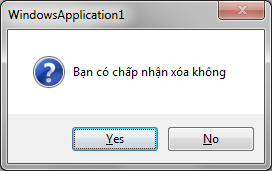 WindowsApplication1
Bạn có chấp nhận xóa không
Yes
No